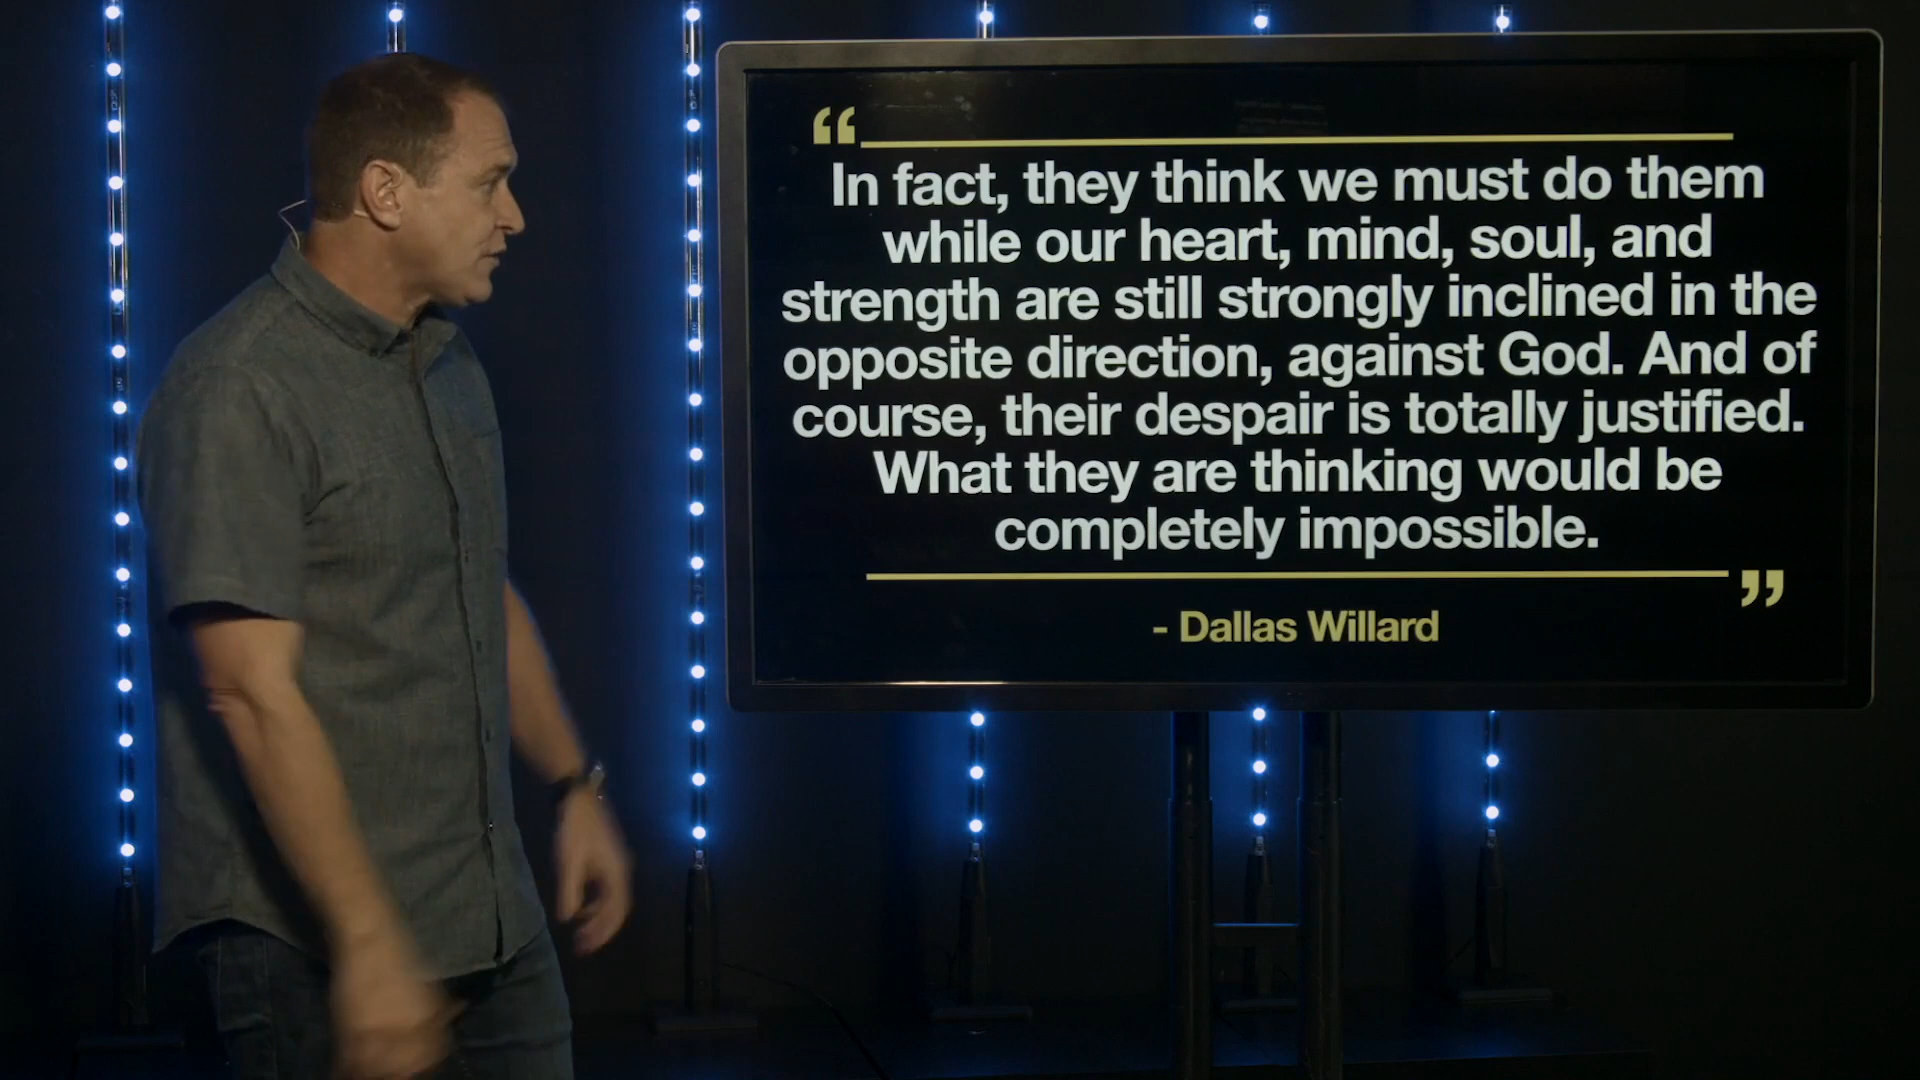 “
In fact, they think we must do them
while our heart, mind, soul, and
strength are still strongly inclined in the
opposite direction, against God. And of
course, their despair is totally justified.
What they are thinking would be
completely impossible.
”
- Dallas Willard